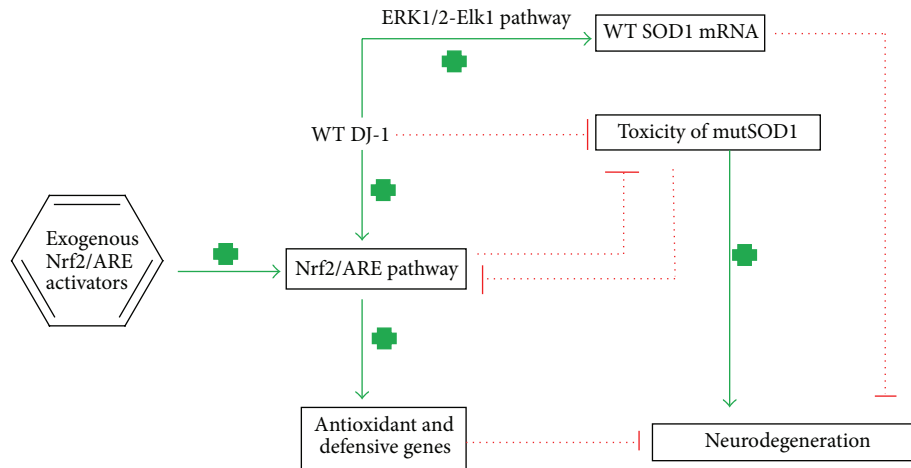 ERK1/2-Elk1 pathway
WT SOD1 mRNA
WT DJ-1
Toxicity of mutSOD1
Exogenous
Nrf2/ARE
activators
Nrf2/ARE pathway
Antioxidant and
defensive genes
Neurodegeneration